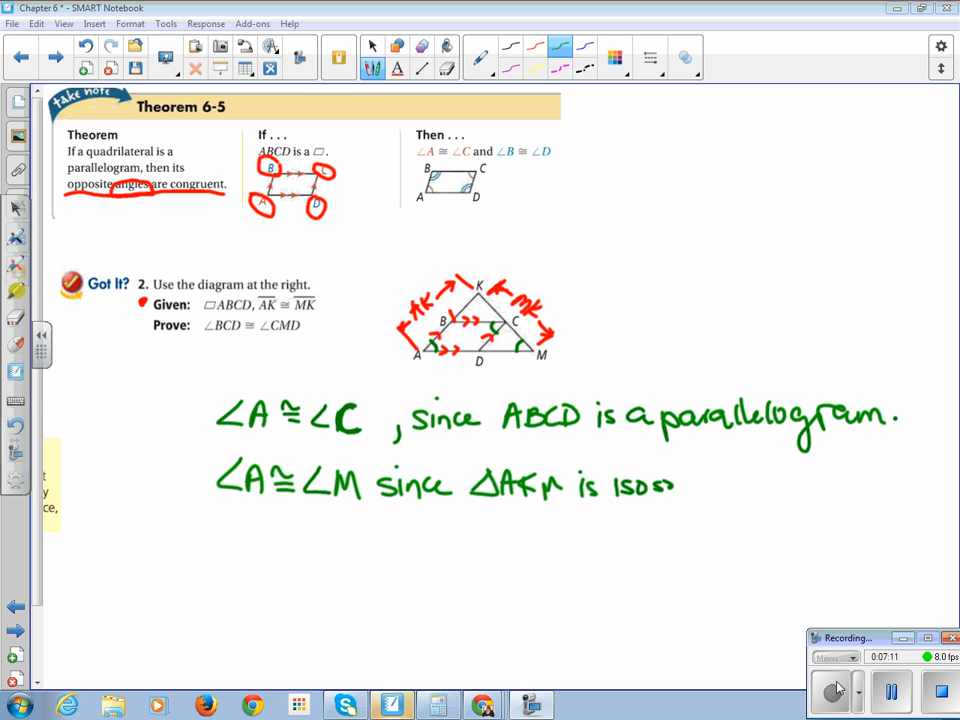 Chapter 6 * - SMART Notebook
File Edit View Insert Format Tools Response Add-ons Help
take note
Theorem 6-5
Theorem
If a quadrilateral is a
parallelogram, then its
opposite angles are congruent.
If . . .
ABCD is a ▱.
B C
A D
Then . . .
∠A ≅ ∠C and ∠B ≅ ∠D
B C
A D
Got It? 2. Use the diagram at the right.
Given: ▱ABCD, AK ≅ MK
Prove: ∠BCD ≅ ∠CMD
AK MK
K
B C
A D M
∠A ≅ ∠C , since ABCD is a parallelogram.
∠A ≅ ∠M since △AKM is isos
t
y
ce,
Recording...
Menu 0:07:11 8.0 fps